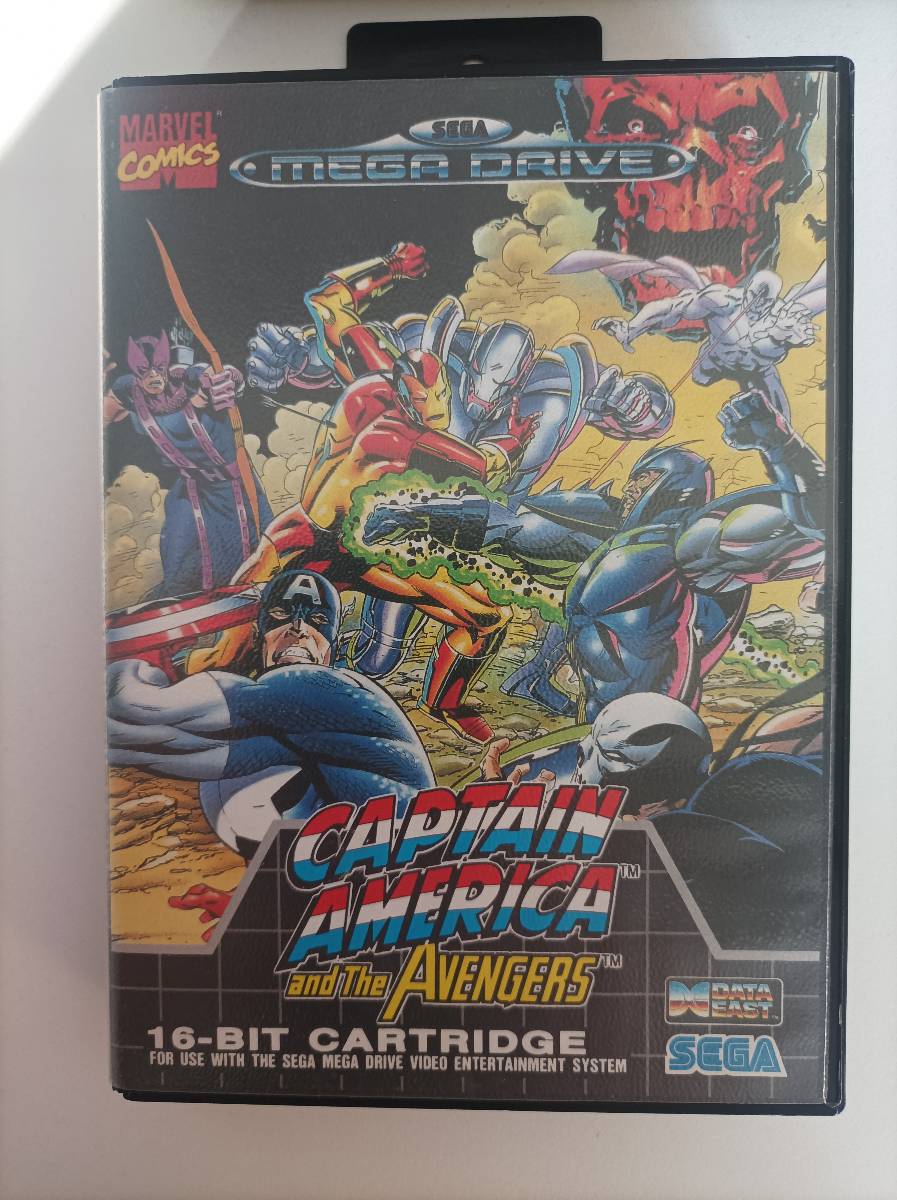 MARVEL
COMICS
SEGA
MEGA DRIVE
A
CAPTAIN
AMERICA™
and The AVENGERS™
DATA
EAST™
16-BIT CARTRIDGE
SEGA
FOR USE WITH THE SEGA MEGA DRIVE VIDEO ENTERTAINMENT SYSTEM